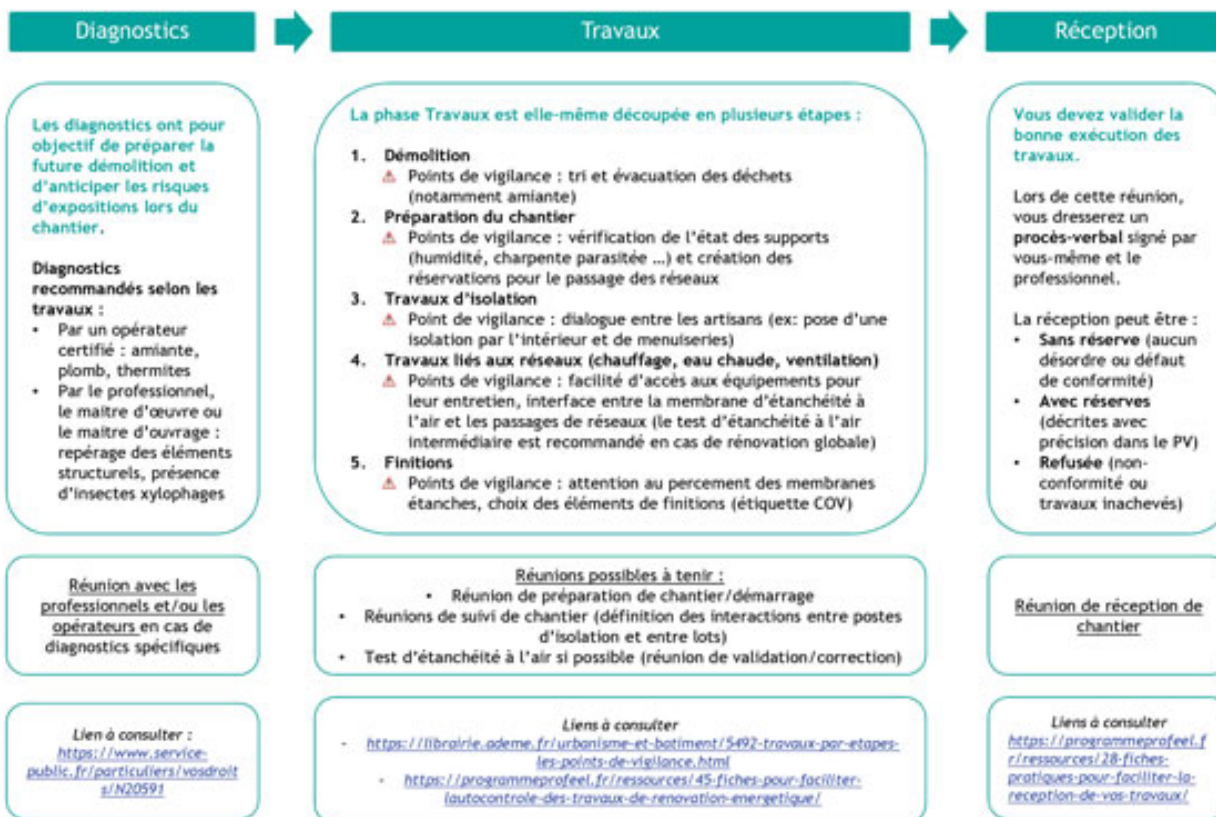 Diagnostics
Travaux
Réception
Les diagnostics ont pour
objectif de préparer la
future démolition et
d'anticiper les risques
d'expositions lors du
chantier.
Diagnostics
recommandés selon les
travaux :
• Par un opérateur
certifié : amiante,
plomb, thermites
• Par le professionnel,
le maitre d'œuvre ou
le maitre d'ouvrage :
repérage des éléments
structurels, présence
d'insectes xylophages
La phase Travaux est elle-même découpée en plusieurs étapes :
1. Démolition
⚠ Points de vigilance : tri et évacuation des déchets
(notamment amiante)
2. Préparation du chantier
⚠ Points de vigilance : vérification de l'état des supports
(humidité, charpente parasitée ...) et création des
réservations pour le passage des réseaux
3. Travaux d'isolation
⚠ Point de vigilance : dialogue entre les artisans (ex: pose d'une
isolation par l'intérieur et de menuiseries)
4. Travaux liés aux réseaux (chauffage, eau chaude, ventilation)
⚠ Points de vigilance : facilité d'accès aux équipements pour
leur entretien, interface entre la membrane d'étanchéité à
l'air et les passages de réseaux (le test d'étanchéité à l'air
intermédiaire est recommandé en cas de rénovation globale)
5. Finitions
⚠ Points de vigilance : attention au percement des membranes
étanches, choix des éléments de finitions (étiquette COV)
Vous devez valider la
bonne exécution des
travaux.
Lors de cette réunion,
vous dresserez un
procès-verbal signé par
vous-même et le
professionnel.
La réception peut être :
• Sans réserve (aucun
désordre ou défaut
de conformité)
• Avec réserves
(décrites avec
précision dans le PV)
• Refusée (non-
conformité ou
travaux inachevés)
Réunion avec les
professionnels et/ou les
opérateurs en cas de
diagnostics spécifiques
Réunions possibles à tenir :
• Réunion de préparation de chantier/démarrage
• Réunions de suivi de chantier (définition des interactions entre postes
d'isolation et entre lots)
• Test d'étanchéité à l'air si possible (réunion de validation/correction)
Réunion de réception de
chantier
Lien à consulter :
https://www.service-
public.fr/particuliers/vosdroit
s/N20591
Liens à consulter
- https://librairie.ademe.fr/urbanisme-et-batiment/5492-travaux-par-etapes-
les-points-de-vigilance.html
- https://programmeprofeel.fr/ressources/45-fiches-pour-faciliter-
lautocontrole-des-travaux-de-renovation-energetique/
Liens à consulter
https://programmeprofeel.f
r/ressources/28-fiches-
pratiques-pour-faciliter-la-
reception-de-vos-travaux/